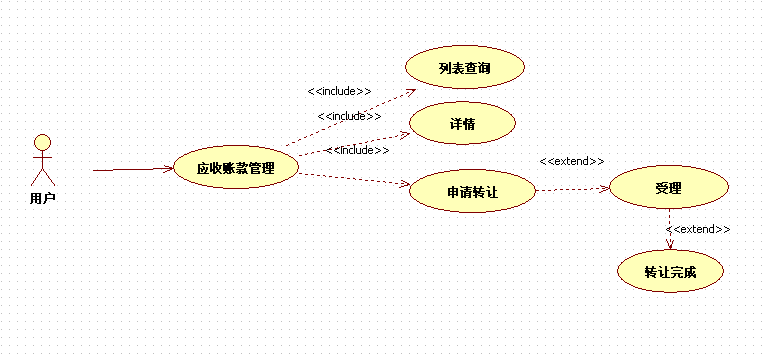 列表查询
<<include>>
<<include>>
详情
<<include>>
应收账款管理
<<extend>>
用户
申请转让
受理
<<extend>>
转让完成